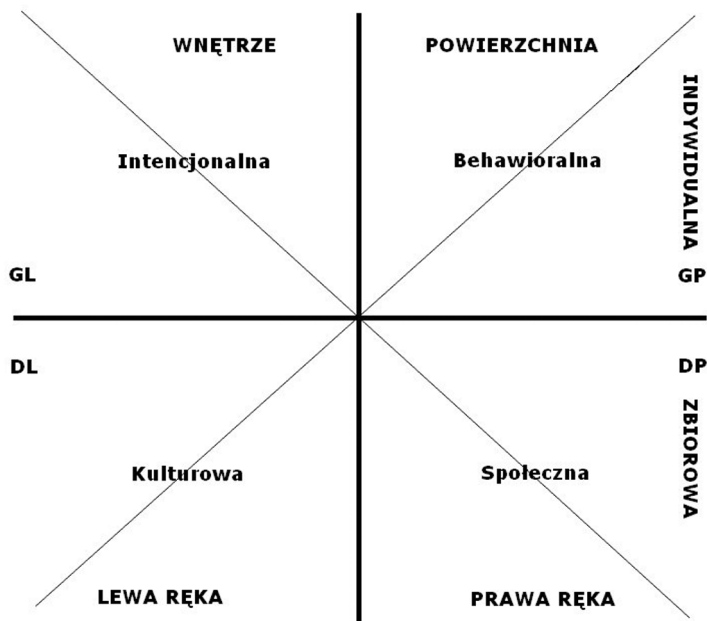 WNĘTRZE
POWIERZCHNIA
INDYWIDUALNA
Intencjonalna
Behawioralna
GL
GP
DL
DP
ZBIOROWA
Kulturowa
Społeczna
LEWA RĘKA
PRAWA RĘKA